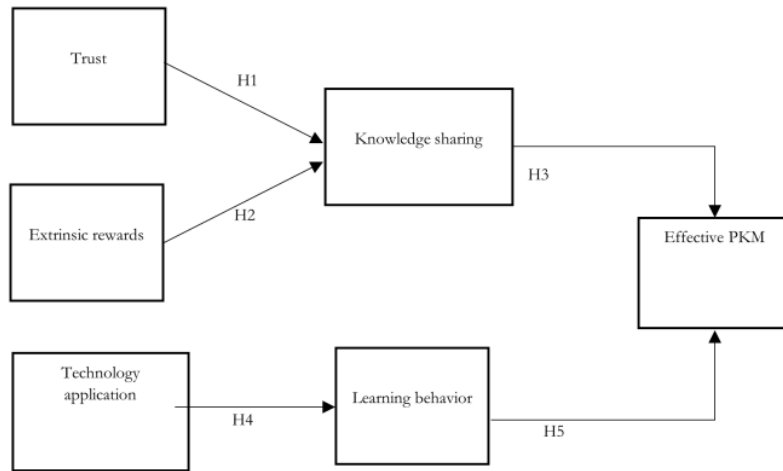 Trust
H1
Knowledge sharing
H3
Extrinsic rewards
H2
Effective PKM
Technology
application
H4
Learning behavior
H5